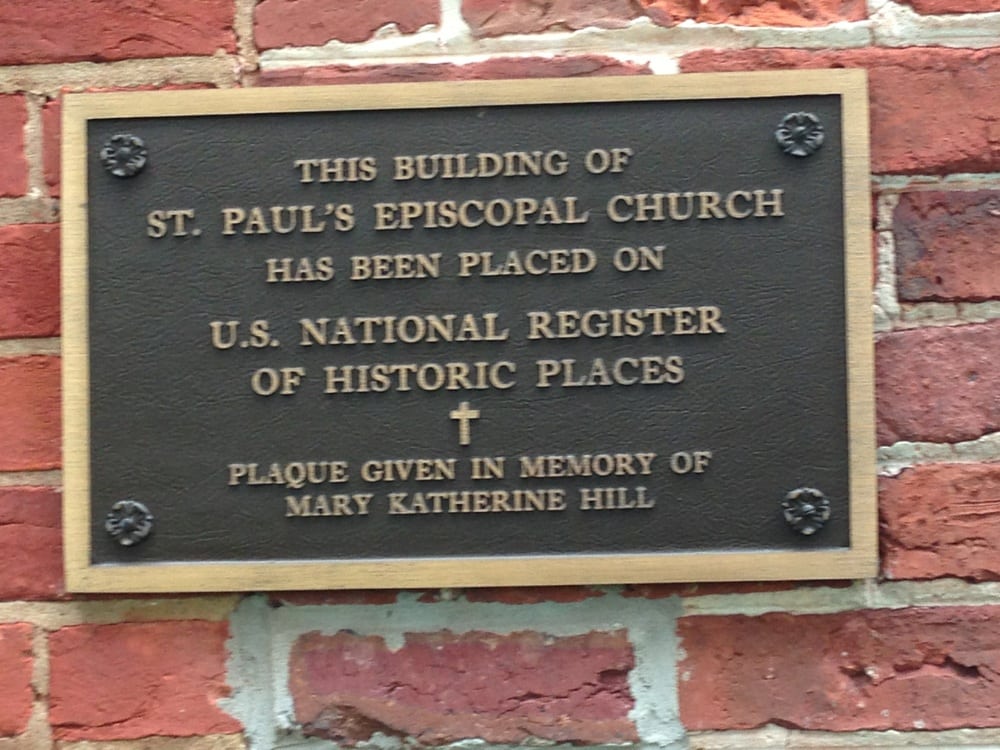 THIS BUILDING OF
ST. PAUL'S EPISCOPAL CHURCH
HAS BEEN PLACED ON
U.S. NATIONAL REGISTER
OF HISTORIC PLACES
PLAQUE GIVEN IN MEMORY OF
MARY KATHERINE HILL